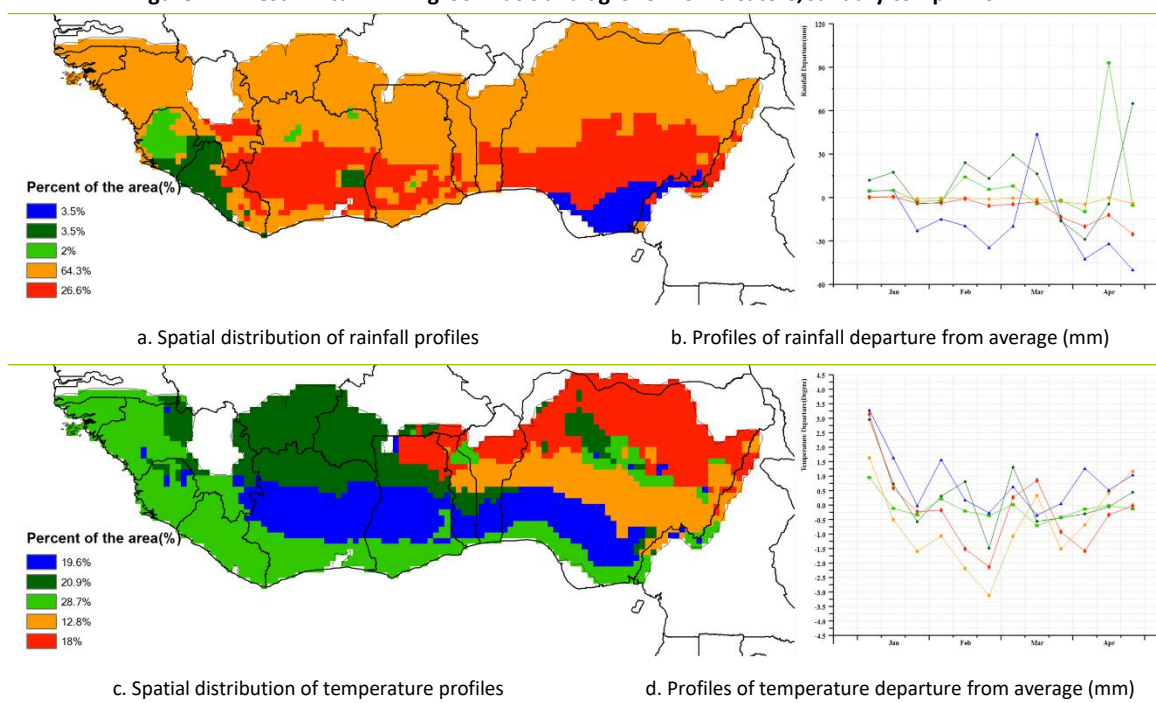 Percent of the area(%)
3.5%
3.5%
2%
64.3%
26.6%
Rainfall Departure(mm)
120
90
60
30
0
-30
-60
Jan
Feb
Mar
Apr
a. Spatial distribution of rainfall profiles
b. Profiles of rainfall departure from average (mm)
Percent of the area(%)
19.6%
20.9%
28.7%
12.8%
18%
Temperature Departure(Degree)
4.5
4.0
3.5
3.0
2.5
2.0
1.5
1.0
0.5
0.0
-0.5
-1.0
-1.5
-2.0
-2.5
-3.0
-3.5
-4.0
-4.5
Jan
Feb
Mar
Apr
c. Spatial distribution of temperature profiles
d. Profiles of temperature departure from average (mm)